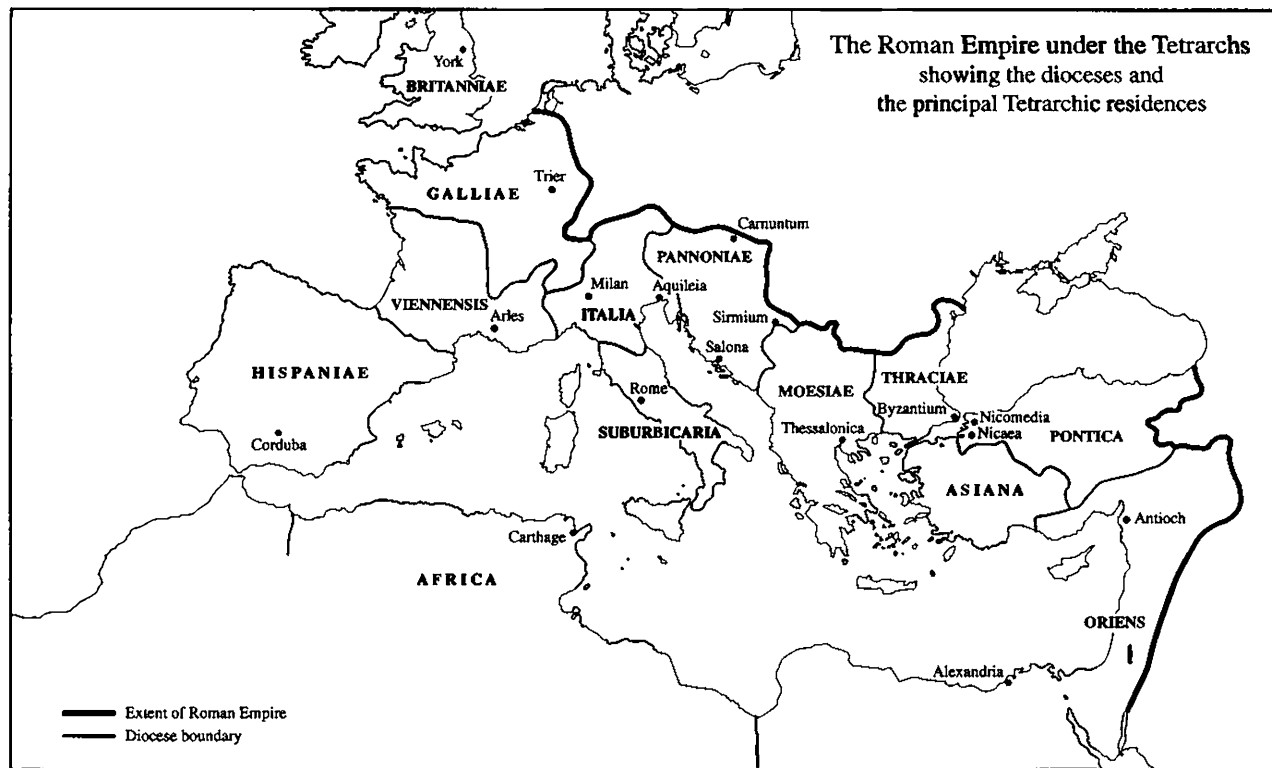 The Roman Empire under the Tetrarchs
showing the dioceses and
the principal Tetrarchic residences
York
BRITANNIAE
Trier
GALLIAE
Carnuntum
PANNONIAE
Milan
Aquileia
VIENNENSIS
ITALIA
Arles
Sirmium
Salona
HISPANIAE
THRACIAE
MOESIAE
Rome
Byzantium
Nicomedia
Thessalonica
Nicaea
SUBURBICARIA
PONTICA
Corduba
ASIANA
Antioch
Carthage
AFRICA
ORIENS
Alexandria
Extent of Roman Empire
Diocese boundary